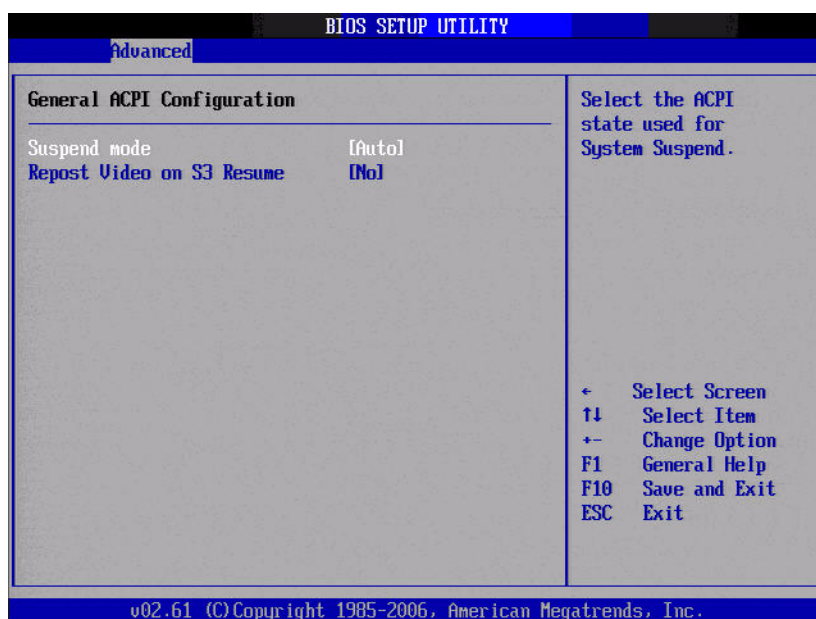 BIOS SETUP UTILITY
Advanced
General ACPI Configuration
Suspend mode [Auto]
Repost Video on S3 Resume [No]
Select the ACPI
state used for
System Suspend.
← Select Screen
↑↓ Select Item
+- Change Option
F1 General Help
F10 Save and Exit
ESC Exit
v02.61 (C)Copyright 1985-2006, American Megatrends, Inc.